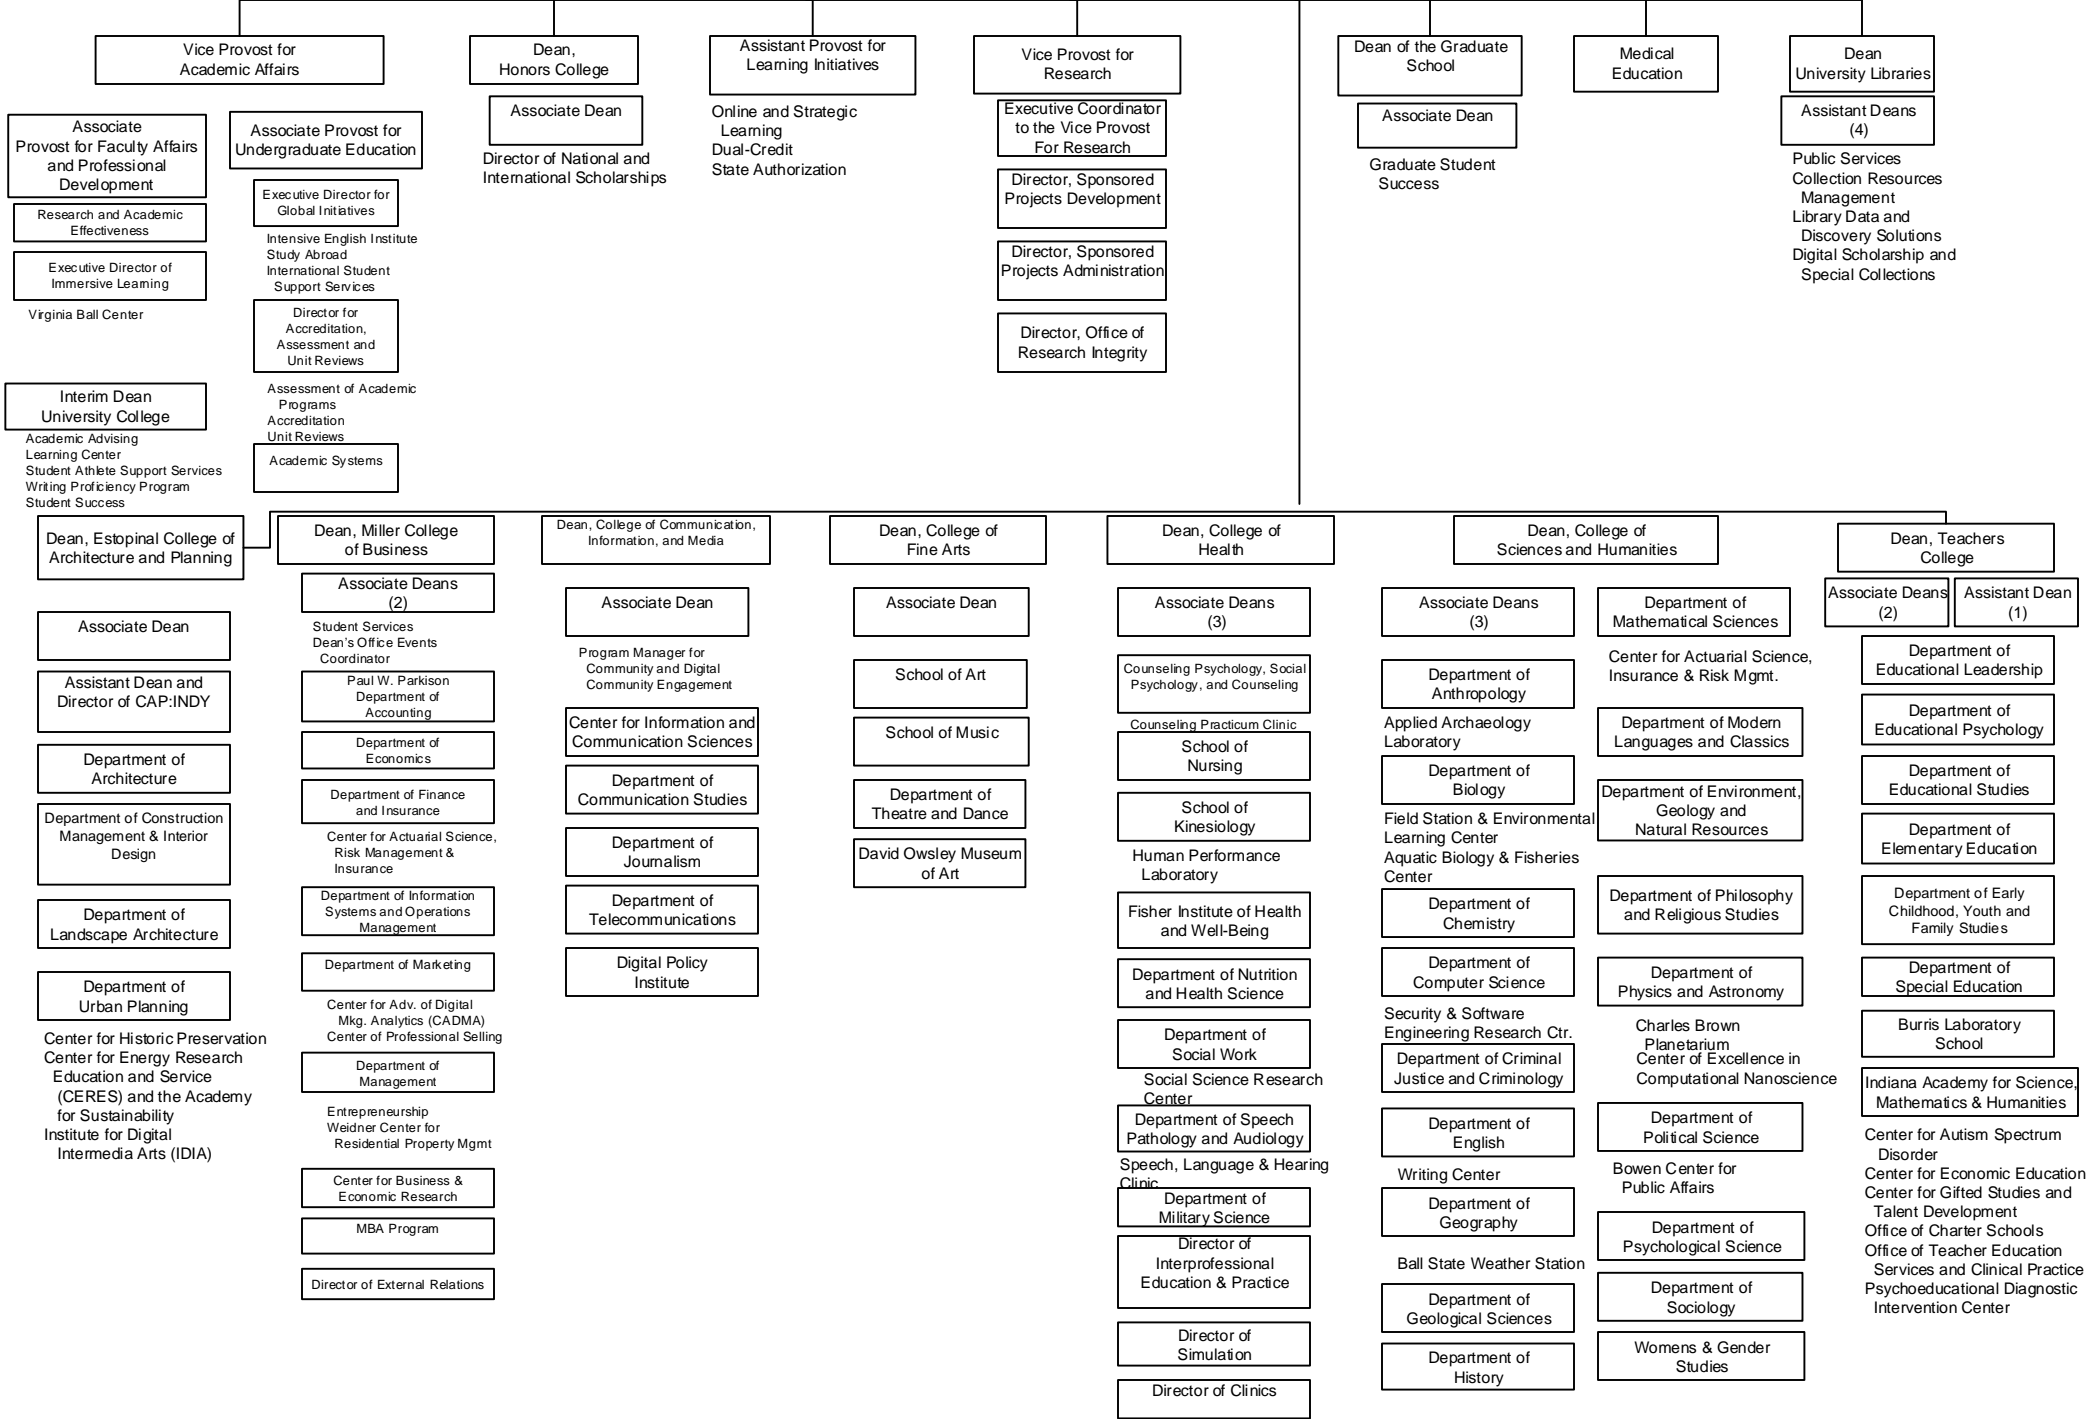 Vice Provost for
Academic Affairs
Dean,
Honors College
Assistant Provost for
Learning Initiatives
Vice Provost for
Research
Dean of the Graduate
School
Medical
Education
Dean
University Libraries
Associate
Provost for Faculty Affairs
and Professional
Development
Research and Academic
Effectiveness
Executive Director of
Immersive Learning
Virginia Ball Center
Interim Dean
University College
Academic Advising
Learning Center
Student Athlete Support Services
Writing Proficiency Program
Student Success
Associate Provost for
Undergraduate Education
Executive Director for
Global Initiatives
Intensive English Institute
Study Abroad
International Student
Support Services
Director for
Accreditation,
Assessment and
Unit Reviews
Assessment of Academic
Programs
Accreditation
Unit Reviews
Academic Systems
Associate Dean
Director of National and
International Scholarships
Online and Strategic
Learning
Dual-Credit
State Authorization
Executive Coordinator
to the Vice Provost
For Research
Director, Sponsored
Projects Development
Director, Sponsored
Projects Administration
Director, Office of
Research Integrity
Associate Dean
Graduate Student
Success
Assistant Deans
(4)
Public Services
Collection Resources
Management
Library Data and
Discovery Solutions
Digital Scholarship and
Special Collections
Dean, Estopinal College of
Architecture and Planning
Associate Dean
Assistant Dean and
Director of CAP:INDY
Department of
Architecture
Department of Construction
Management & Interior
Design
Department of
Landscape Architecture
Department of
Urban Planning
Center for Historic Preservation
Center for Energy Research
Education and Service
(CERES) and the Academy
for Sustainability
Institute for Digital
Intermedia Arts (IDIA)
Dean, Miller College
of Business
Associate Deans
(2)
Student Services
Dean's Office Events
Coordinator
Paul W. Parkison
Department of
Accounting
Department of
Economics
Department of Finance
and Insurance
Center for Actuarial Science,
Risk Management &
Insurance
Department of Information
Systems and Operations
Management
Department of Marketing
Center for Adv. of Digital
Mkg. Analytics (CADMA)
Center of Professional Selling
Department of
Management
Entrepreneurship
Weidner Center for
Residential Property Mgmt
Center for Business &
Economic Research
MBA Program
Director of External Relations
Dean, College of Communication,
Information, and Media
Associate Dean
Program Manager for
Community and Digital
Community Engagement
Center for Information and
Communication Sciences
Department of
Communication Studies
Department of
Journalism
Department of
Telecommunications
Digital Policy
Institute
Dean, College of
Fine Arts
Associate Dean
School of Art
School of Music
Department of
Theatre and Dance
David Owsley Museum
of Art
Dean, College of
Health
Associate Deans
(3)
Counseling Psychology, Social
Psychology, and Counseling
Counseling Practicum Clinic
School of
Nursing
School of
Kinesiology
Human Performance
Laboratory
Fisher Institute of Health
and Well-Being
Department of Nutrition
and Health Science
Department of
Social Work
Social Science Research
Center
Department of Speech
Pathology and Audiology
Speech, Language & Hearing
Clinic
Department of
Military Science
Director of
Interprofessional
Education & Practice
Director of
Simulation
Director of Clinics
Dean, College of
Sciences and Humanities
Associate Deans
(3)
Department of
Anthropology
Applied Archaeology
Laboratory
Department of
Biology
Field Station & Environmental
Learning Center
Aquatic Biology & Fisheries
Center
Department of
Chemistry
Department of
Computer Science
Security & Software
Engineering Research Ctr.
Department of Criminal
Justice and Criminology
Department of
English
Writing Center
Department of
Geography
Ball State Weather Station
Department of
Geological Sciences
Department of
History
Department of
Mathematical Sciences
Center for Actuarial Science,
Insurance & Risk Mgmt.
Department of Modern
Languages and Classics
Department of Environment,
Geology and
Natural Resources
Department of Philosophy
and Religious Studies
Department of
Physics and Astronomy
Charles Brown
Planetarium
Center of Excellence in
Computational Nanoscience
Department of
Political Science
Bowen Center for
Public Affairs
Department of
Psychological Science
Department of
Sociology
Womens & Gender
Studies
Dean, Teachers
College
Associate Deans
(2)
Assistant Dean
(1)
Department of
Educational Leadership
Department of
Educational Psychology
Department of
Educational Studies
Department of
Elementary Education
Department of Early
Childhood, Youth and
Family Studies
Department of
Special Education
Burris Laboratory
School
Indiana Academy for Science,
Mathematics & Humanities
Center for Autism Spectrum
Disorder
Center for Economic Education
Center for Gifted Studies and
Talent Development
Office of Charter Schools
Office of Teacher Education
Services and Clinical Practice
Psychoeducational Diagnostic
Intervention Center